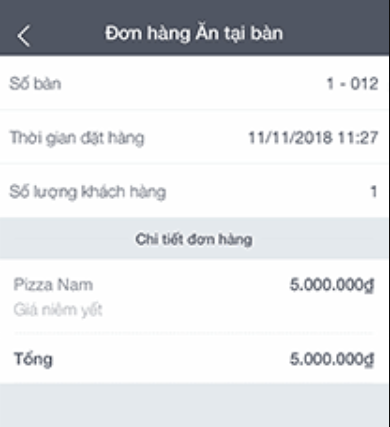 Đơn hàng Ăn tại bàn
Số bàn 1 - 012
Thời gian đặt hàng 11/11/2018 11:27
Số lượng khách hàng 1
Chi tiết đơn hàng
Pizza Nam 5.000.000₫
Giá niêm yết
Tổng 5.000.000₫